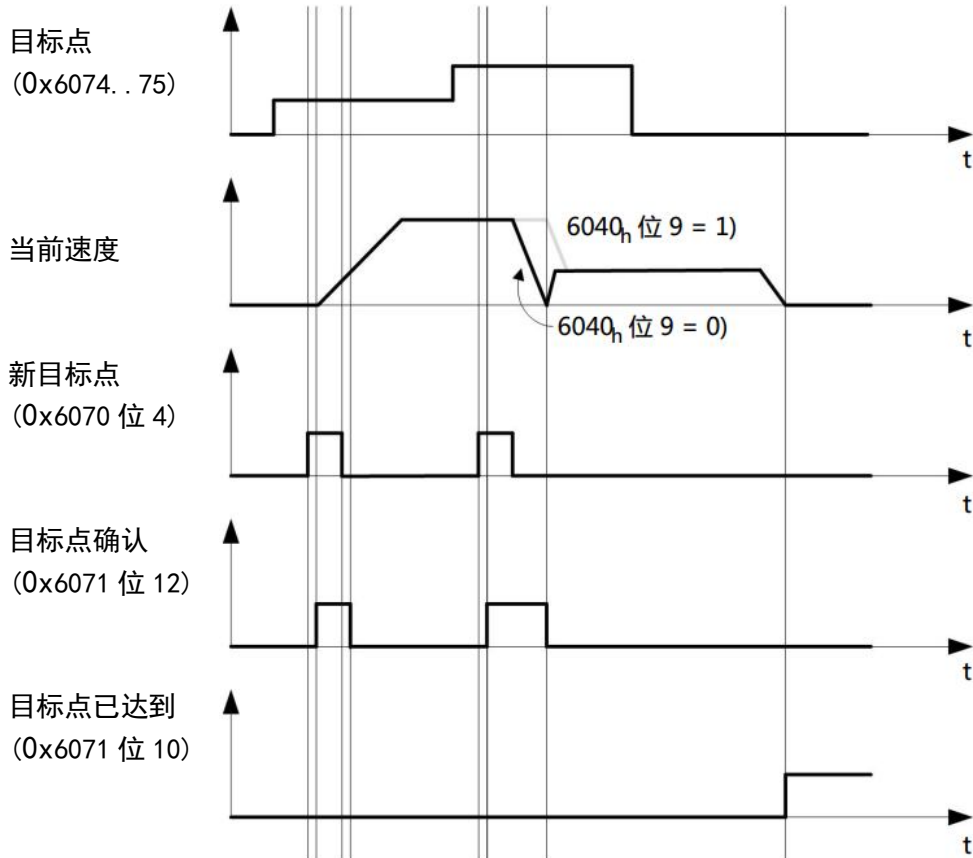 目标点
(0x6074..75)
t
当前速度
6040h 位 9 = 1)
6040h 位 9 = 0)
t
新目标点
(0x6070 位 4)
t
目标点确认
(0x6071 位 12)
t
目标点已达到
(0x6071 位 10)
t